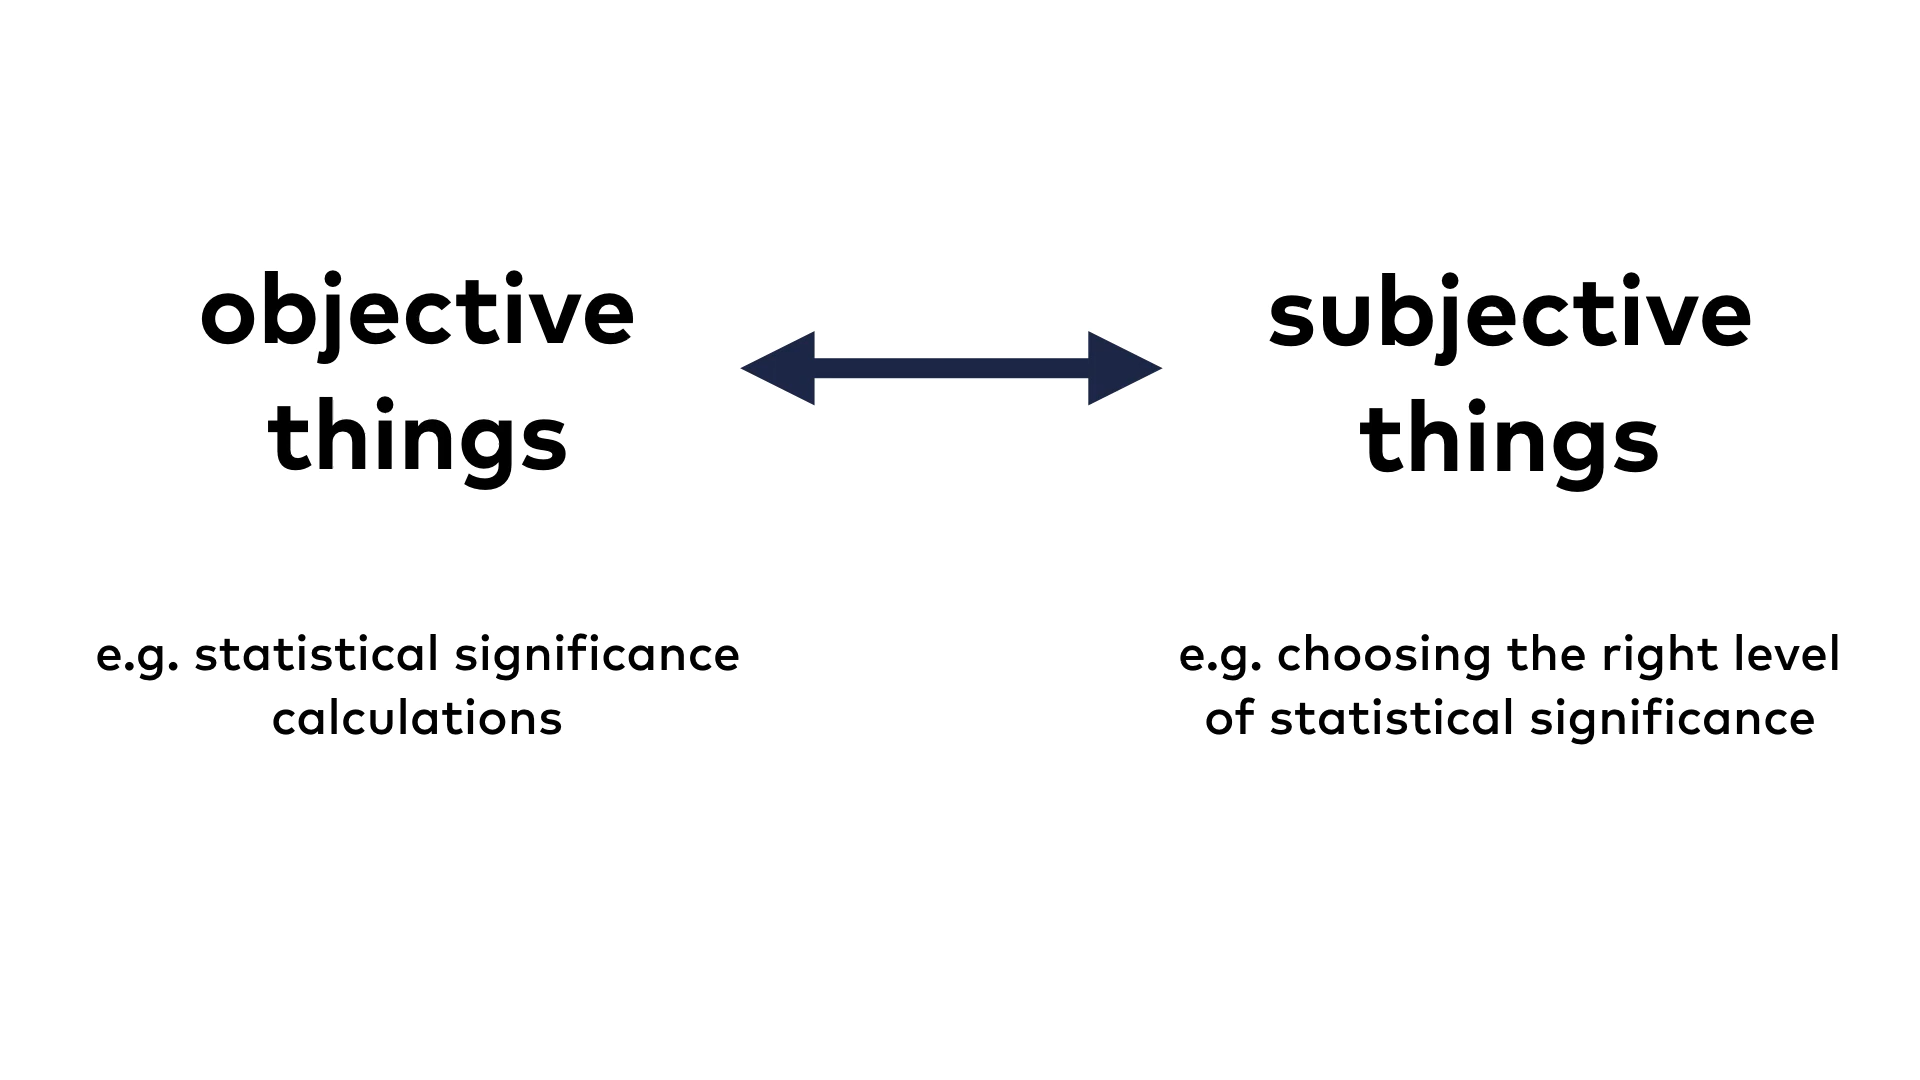 objective
things
subjective
things
e.g. statistical significance
calculations
e.g. choosing the right level
of statistical significance